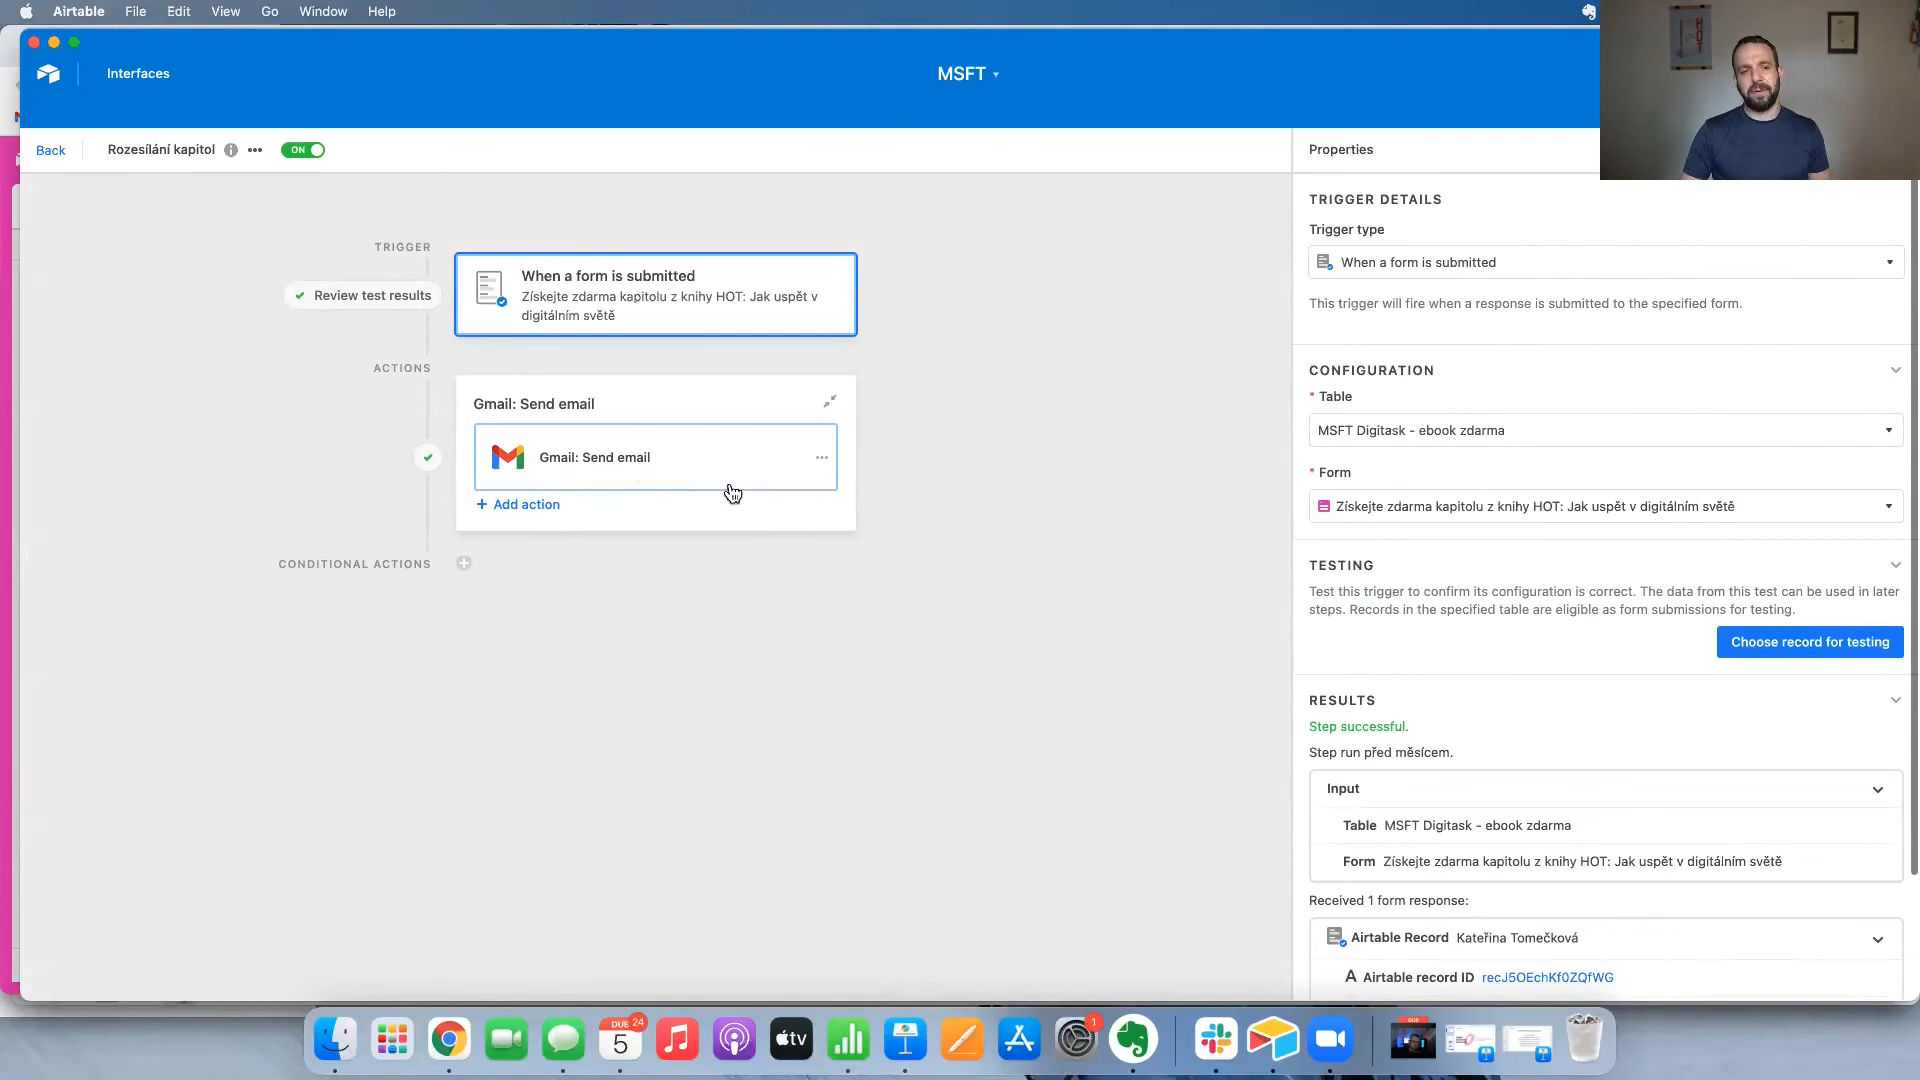 Airtable File Edit View Go Window Help
Interfaces
MSFT
Back
Rozesílání kapitol
ON
Properties
TRIGGER
Review test results
When a form is submitted
Získejte zdarma kapitolu z knihy HOT: Jak uspět v
digitálním světě
ACTIONS
Gmail: Send email
Gmail: Send email
+ Add action
CONDITIONAL ACTIONS
TRIGGER DETAILS
Trigger type
When a form is submitted
This trigger will fire when a response is submitted to the specified form.
CONFIGURATION
* Table
MSFT Digitask - ebook zdarma
* Form
Získejte zdarma kapitolu z knihy HOT: Jak uspět v digitálním světě
TESTING
Test this trigger to confirm its configuration is correct. The data from this test can be used in later
steps. Records in the specified table are eligible as form submissions for testing.
Choose record for testing
RESULTS
Step successful.
Step run před měsícem.
Input
Table MSFT Digitask - ebook zdarma
Form Získejte zdarma kapitolu z knihy HOT: Jak uspět v digitálním světě
Received 1 form response:
Airtable Record Kateřina Tomečková
A Airtable record ID recJ5OEchKf0ZQfWG
HOT
DUB
24
5
tv
1